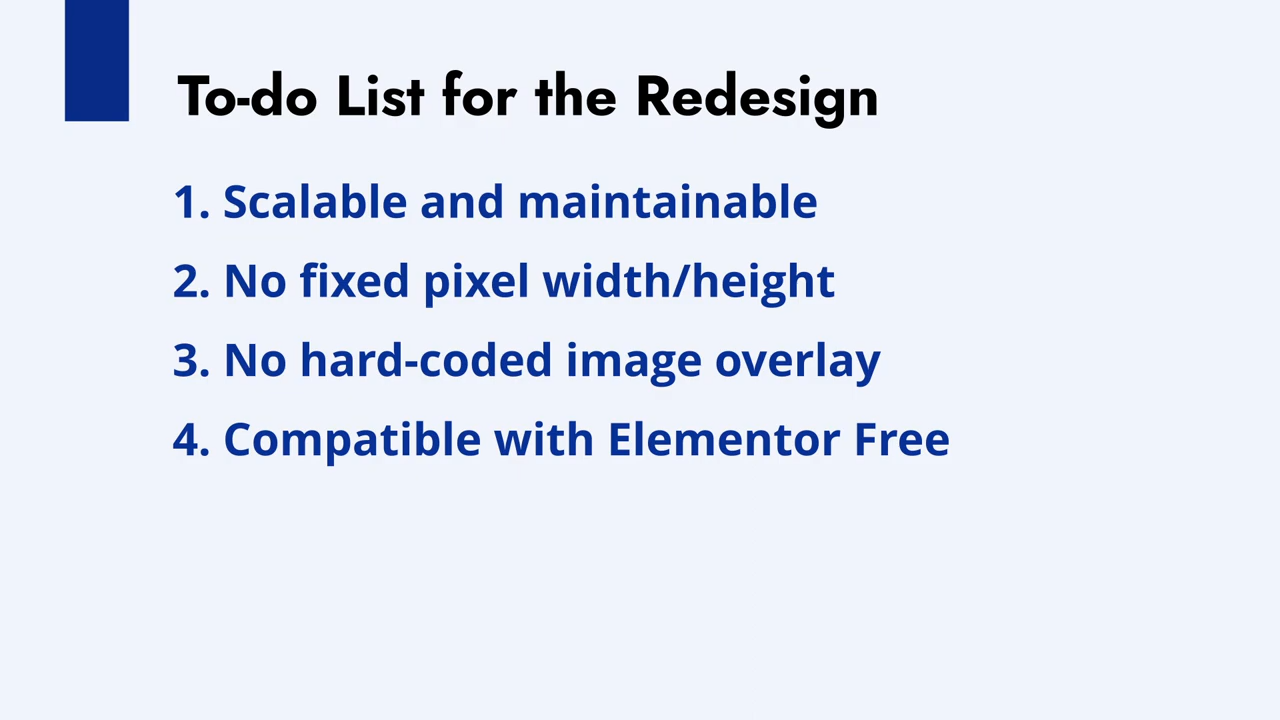 To-do List for the Redesign
1. Scalable and maintainable
2. No fixed pixel width/height
3. No hard-coded image overlay
4. Compatible with Elementor Free